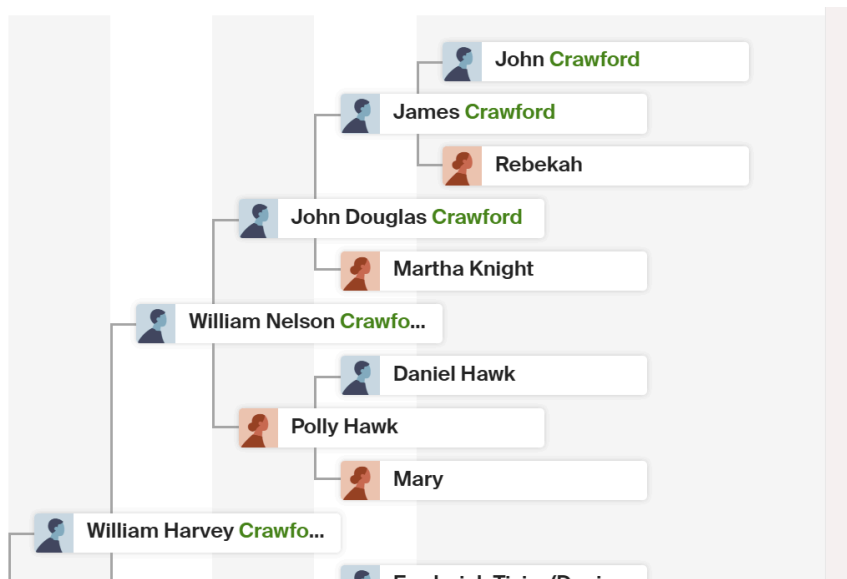 John Crawford
James Crawford
Rebekah
John Douglas Crawford
Martha Knight
William Nelson Crawfo...
Daniel Hawk
Polly Hawk
Mary
William Harvey Crawfo...